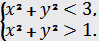 x² + y² < 3,
x² + y² > 1.